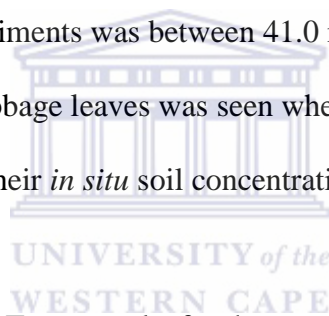 iments was between 41.0
bbage leaves was seen whe
heir in situ soil concentrati
UNIVERSITY of the
WESTERN CAPE